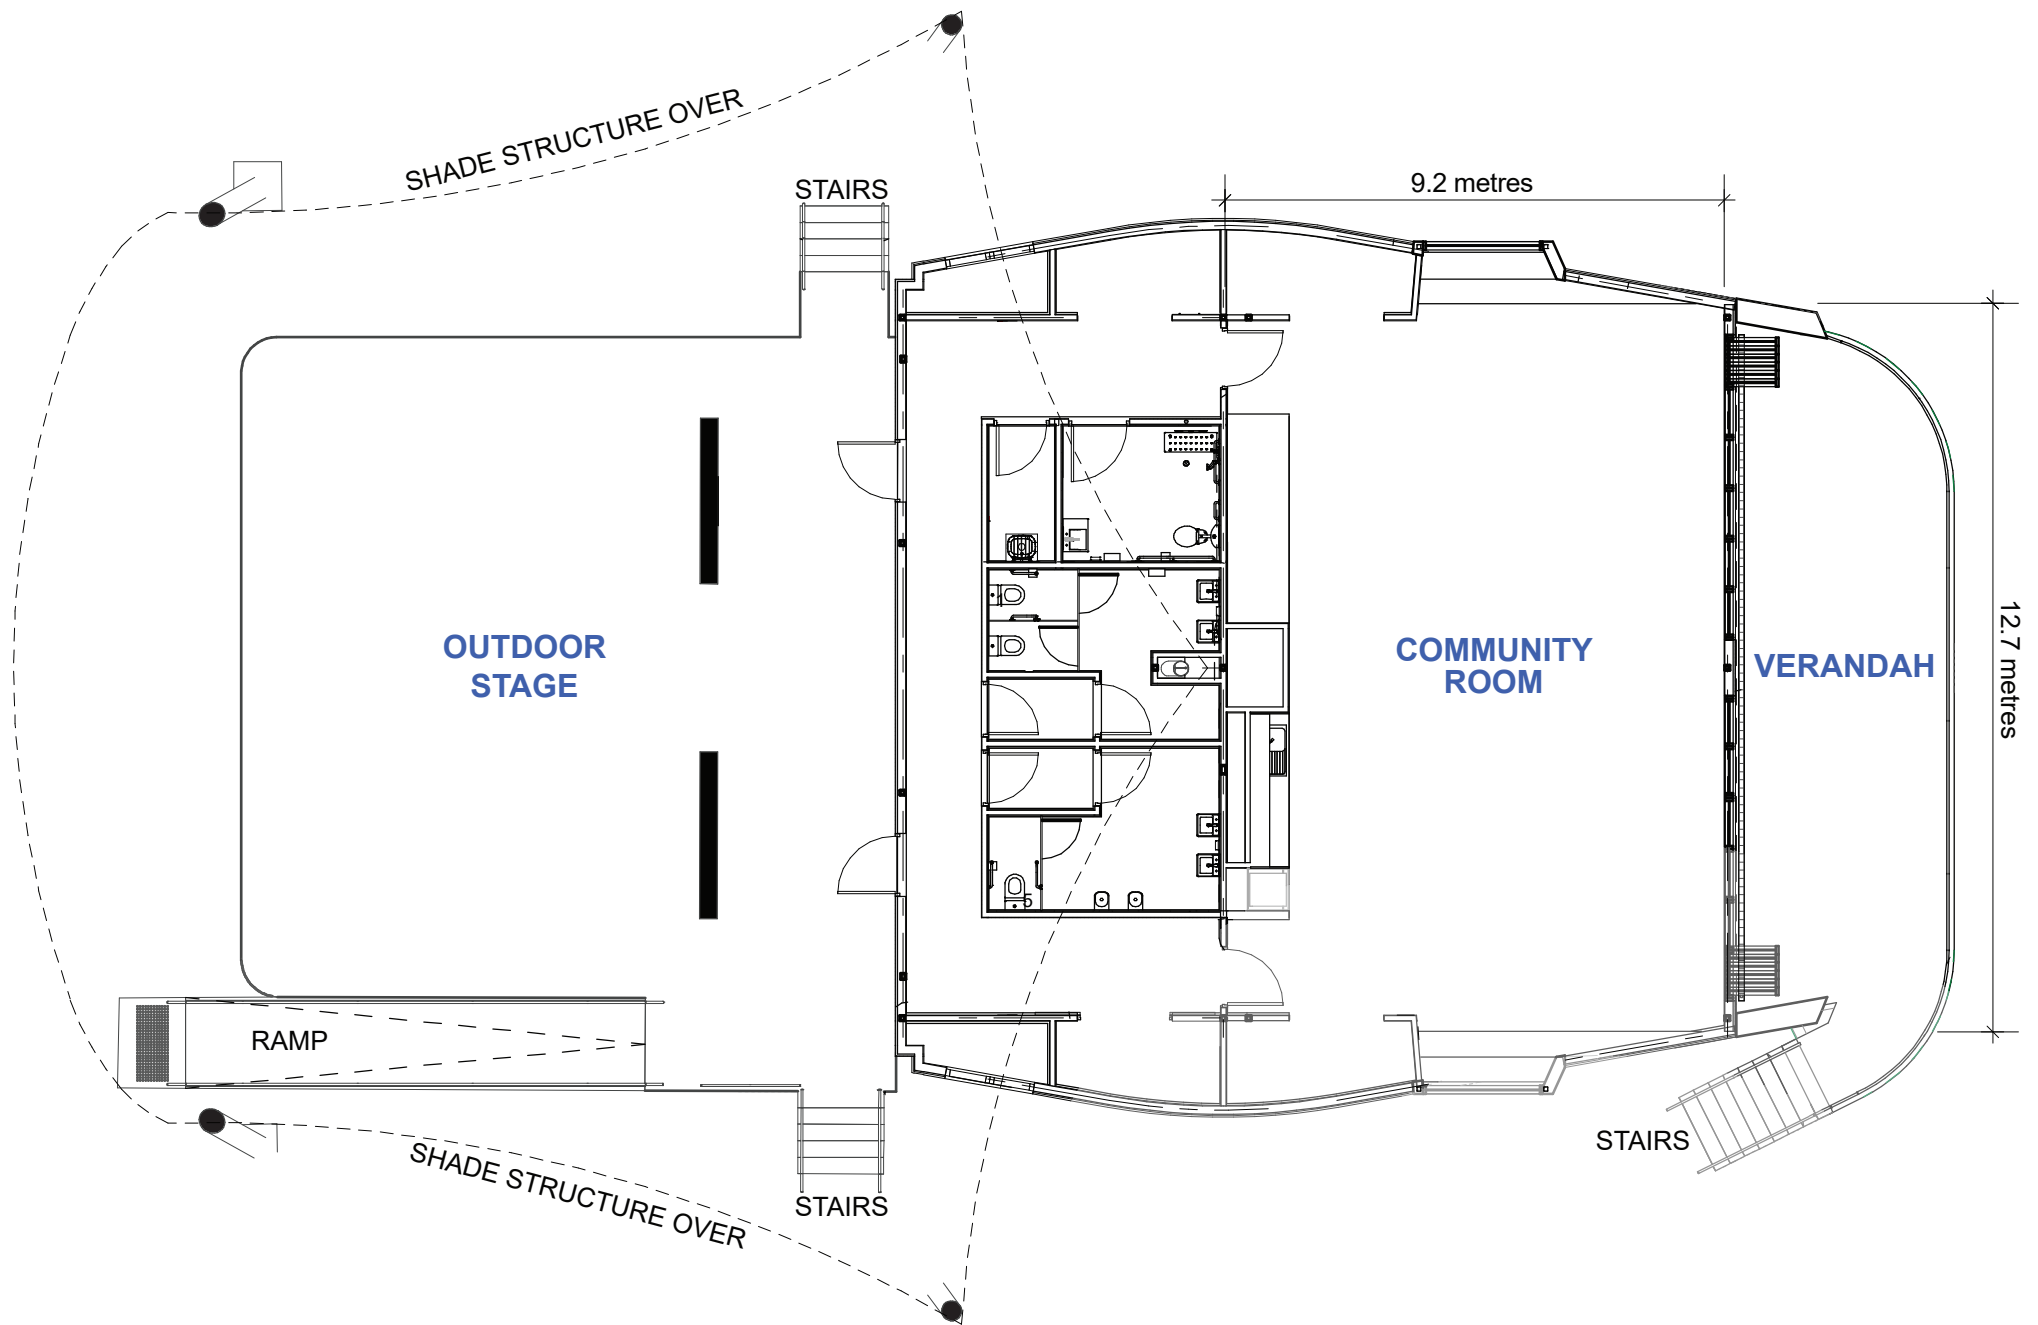 SHADE STRUCTURE OVER
STAIRS
9.2 metres
OUTDOOR
STAGE
COMMUNITY
ROOM
VERANDAH
12.7 metres
5
RAMP
STAIRS
SHADE STRUCTURE OVER
STAIRS